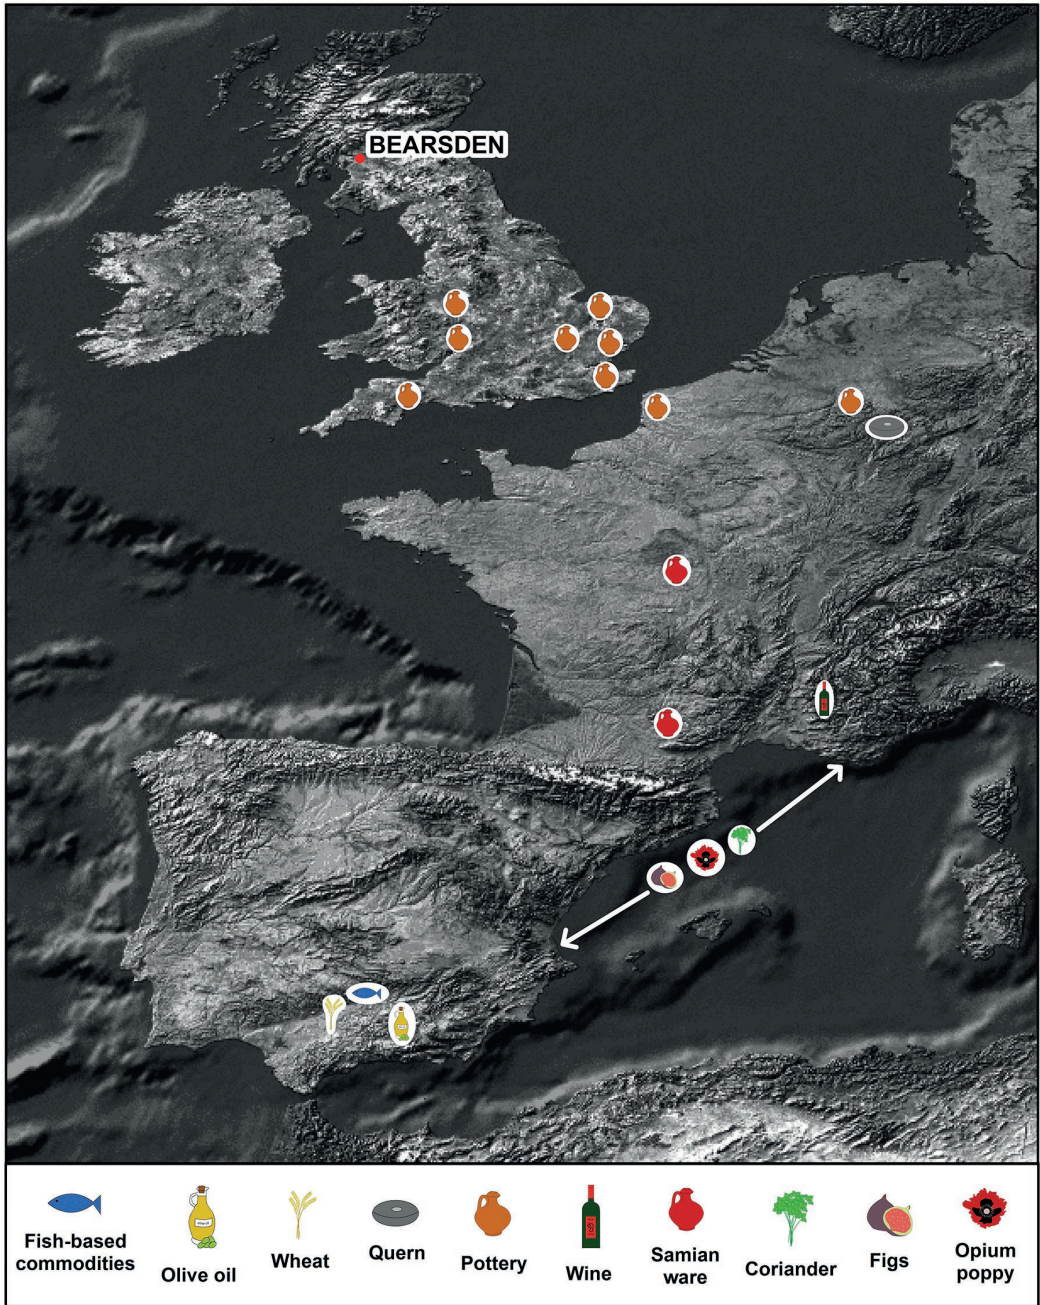 BEARSDEN
Fish-based
commodities
Olive oil
Wheat
Quern
Pottery
Wine
Samian
ware
Coriander
Figs
Opium
poppy